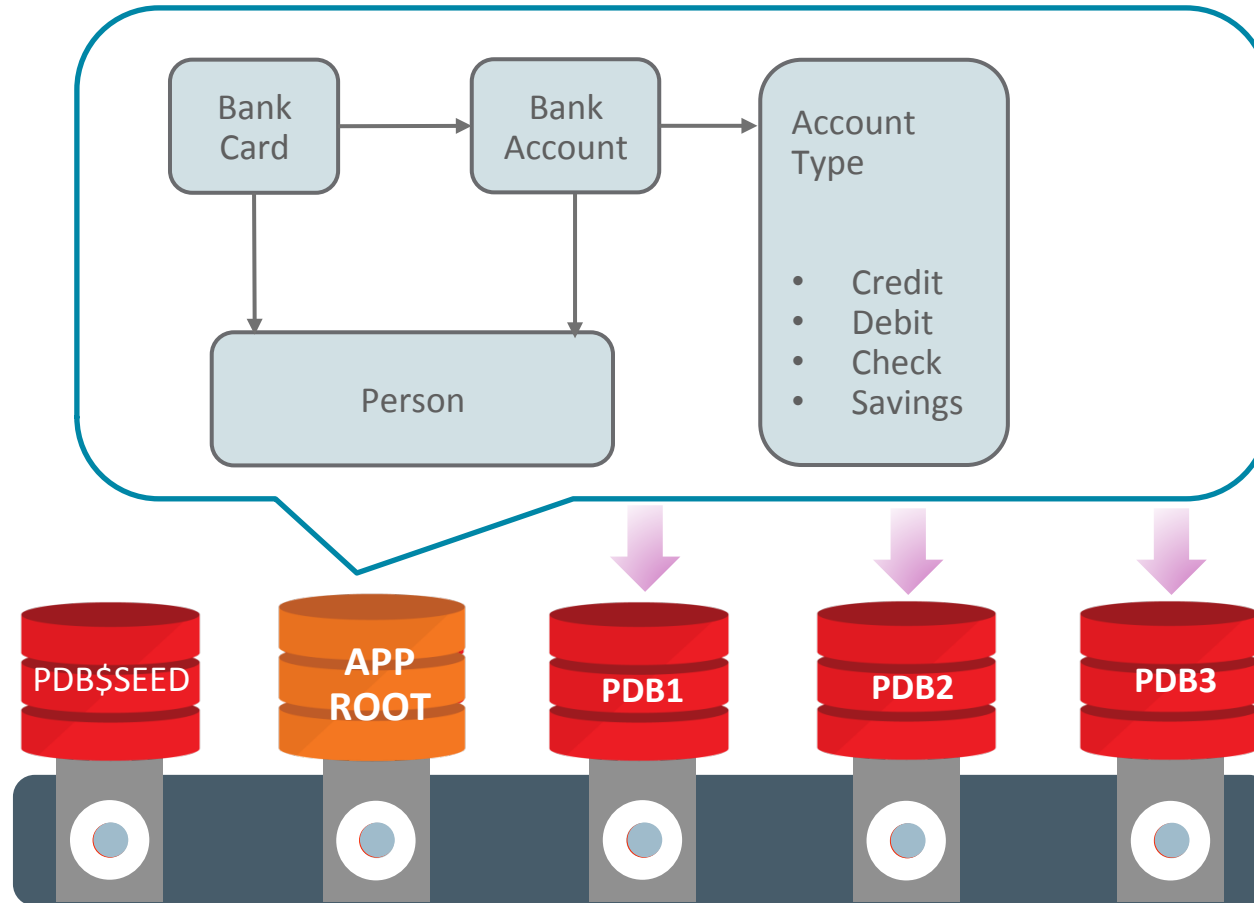 Bank
Card
Bank
Account
Account
Type
• Credit
• Debit
• Check
• Savings
Person
PDB$SEED
APP
ROOT
PDB1
PDB2
PDB3